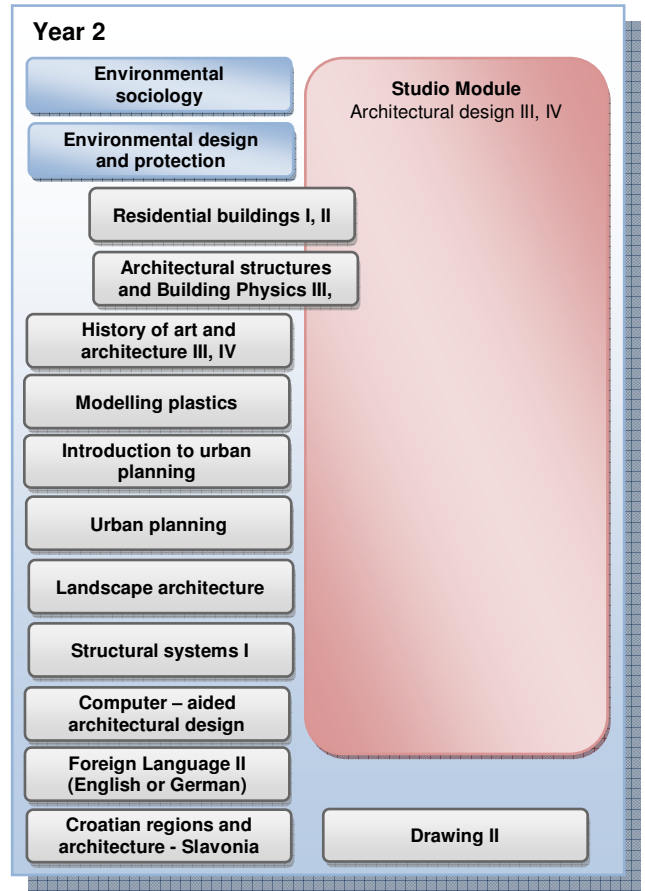 Year 2
Environmental
sociology
Environmental design
and protection
Residential buildings I, II
Architectural structures
and Building Physics III,
History of art and
architecture III, IV
Modelling plastics
Introduction to urban
planning
Urban planning
Landscape architecture
Structural systems I
Computer – aided
architectural design
Foreign Language II
(English or German)
Croatian regions and
architecture - Slavonia
Studio Module
Architectural design III, IV
Drawing II